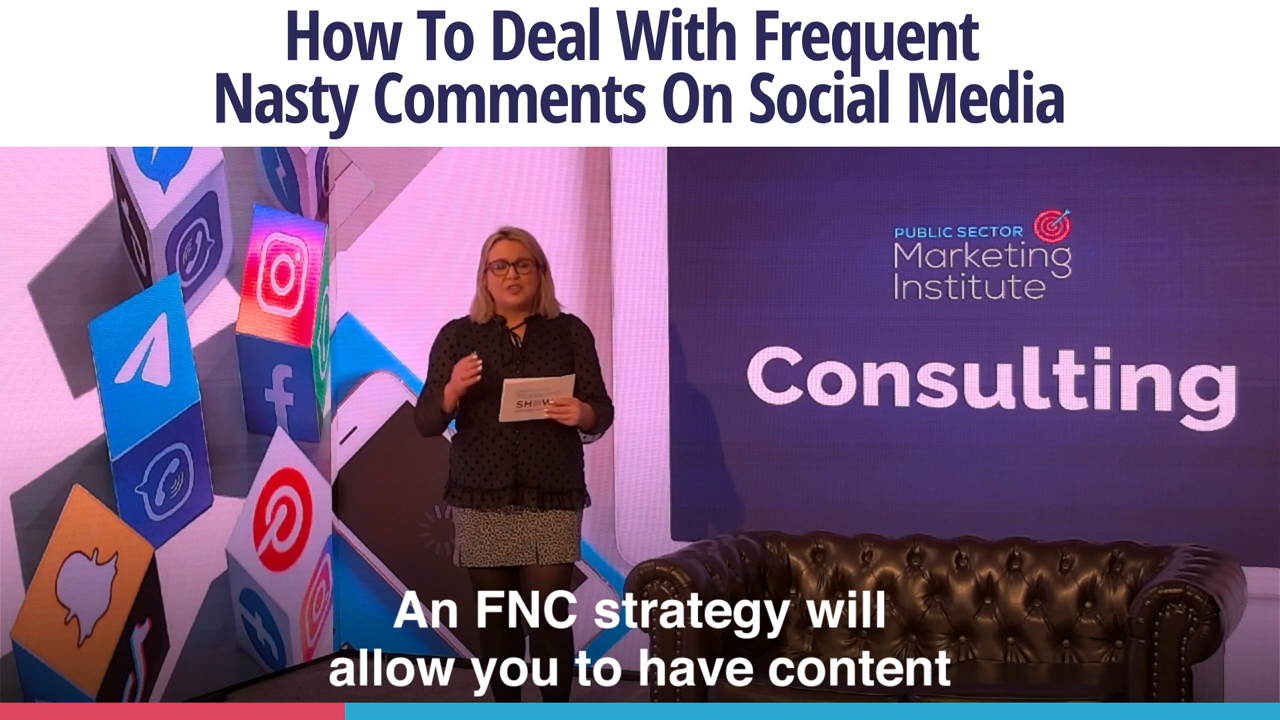 How To Deal With Frequent
Nasty Comments On Social Media
PUBLIC SECTOR
Marketing
Institute
Consulting
SHOW
An FNC strategy will
allow you to have content